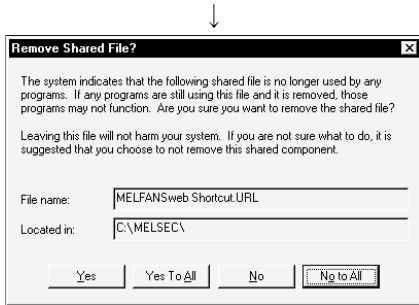 Remove Shared File?
The system indicates that the following shared file is no longer used by any
programs. If any programs are still using this file and it is removed, those
programs may not function. Are you sure you want to remove the shared file?
Leaving this file will not harm your system. If you are not sure what to do, it is
suggested that you choose to not remove this shared component.
File name: MELFANSweb Shortcut.URL
Located in: C:\MELSEC\
Yes Yes To All No No to All